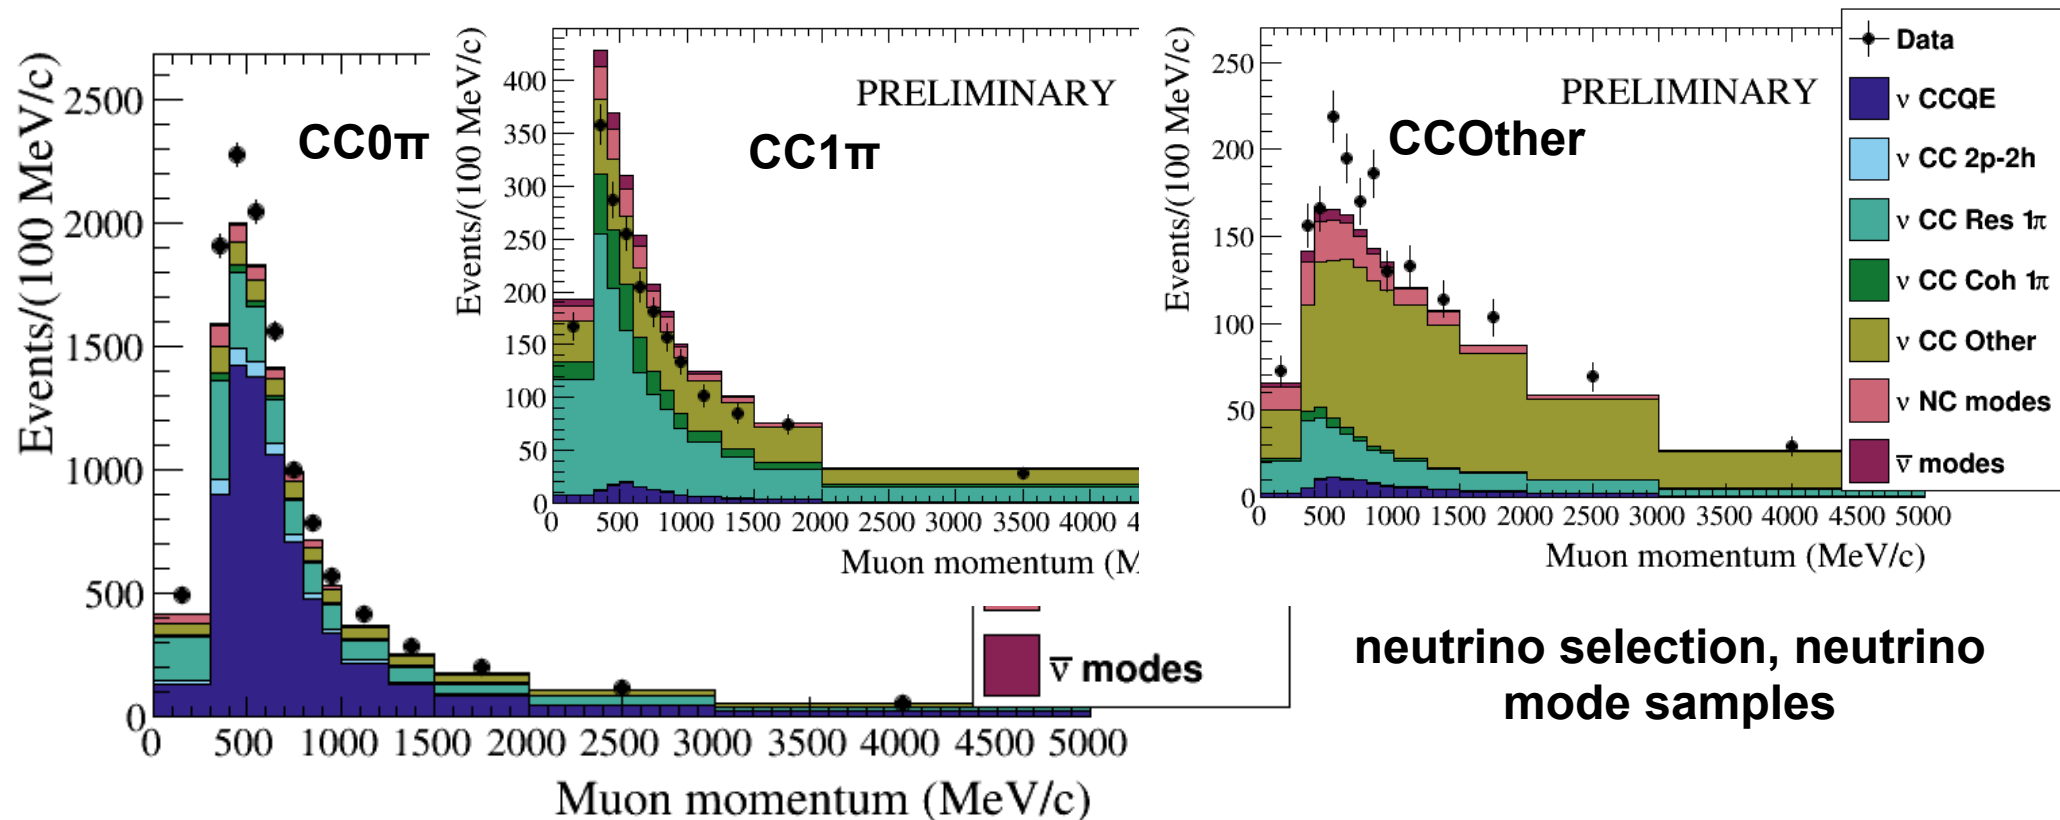 Events/(100 MeV/c)
2500
2000
1500
1000
500
0
CC0π
0 500 1000 1500 2000 2500 3000 3500 4000 4500 5000
Muon momentum (MeV/c)
Events/(100 MeV/c)
400
350
300
250
200
150
100
50
0
PRELIMINARY
CC1π
0 500 1000 1500 2000 2500 3000 3500 4000 4
Muon momentum (M
Events/(100 MeV/c)
250
200
150
100
50
0
PRELIMINARY
CCOther
0 500 1000 1500 2000 2500 3000 3500 4000 4500 5000
Muon momentum (MeV/c)
Data
ν CCQE
ν CC 2p-2h
ν CC Res 1π
ν CC Coh 1π
ν CC Other
ν NC modes
ν̅ modes
ν̅ modes
neutrino selection, neutrino
mode samples